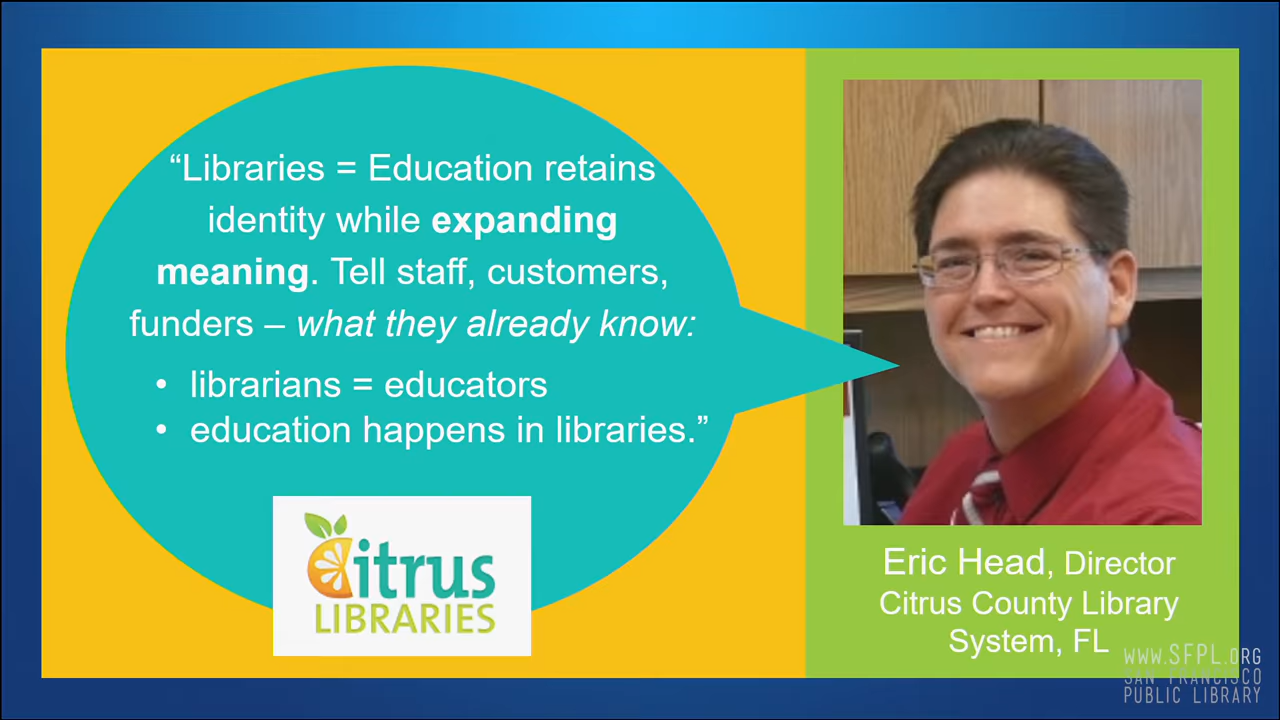 “Libraries = Education retains
identity while expanding
meaning. Tell staff, customers,
funders – what they already know:
• librarians = educators
• education happens in libraries.”
Citrus
LIBRARIES
Eric Head, Director
Citrus County Library
System, FL
WWW.SFPL.ORG
SAN FRANCISCO
PUBLIC LIBRARY